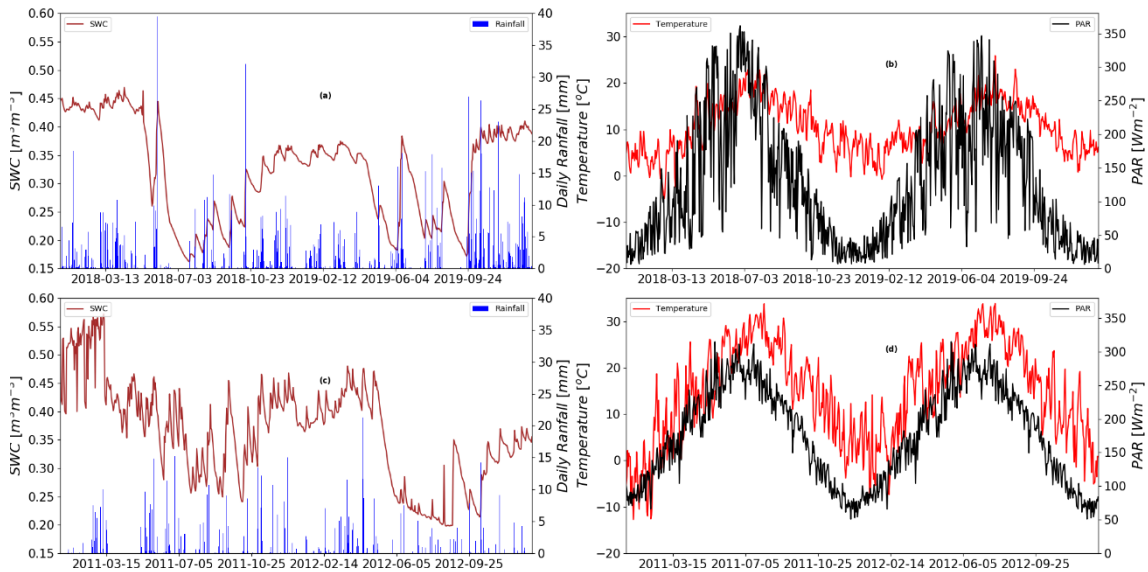 SWC [m³m⁻³]
0.60
0.55
0.50
0.45
0.40
0.35
0.30
0.25
0.20
0.15
SWC
Rainfall
(a)
40
35
30
25
20
15
10
5
0
Daily Rainfall [mm]
2018-03-13 2018-07-03 2018-10-23 2019-02-12 2019-06-04 2019-09-24
Temperature [°C]
30
20
10
0
−10
−20
Temperature
PAR
(b)
350
300
250
200
150
100
50
0
PAR [Wm⁻²]
2018-03-13 2018-07-03 2018-10-23 2019-02-12 2019-06-04 2019-09-24
SWC [m³m⁻³]
0.60
0.55
0.50
0.45
0.40
0.35
0.30
0.25
0.20
0.15
SWC
Rainfall
(c)
40
35
30
25
20
15
10
5
0
Daily Ranfall [mm]
2011-03-15 2011-07-05 2011-10-25 2012-02-14 2012-06-05 2012-09-25
Temperature [°C]
30
20
10
0
−10
−20
Temperature
PAR
(d)
350
300
250
200
150
100
50
0
PAR [Wm⁻²]
2011-03-15 2011-07-05 2011-10-25 2012-02-14 2012-06-05 2012-09-25